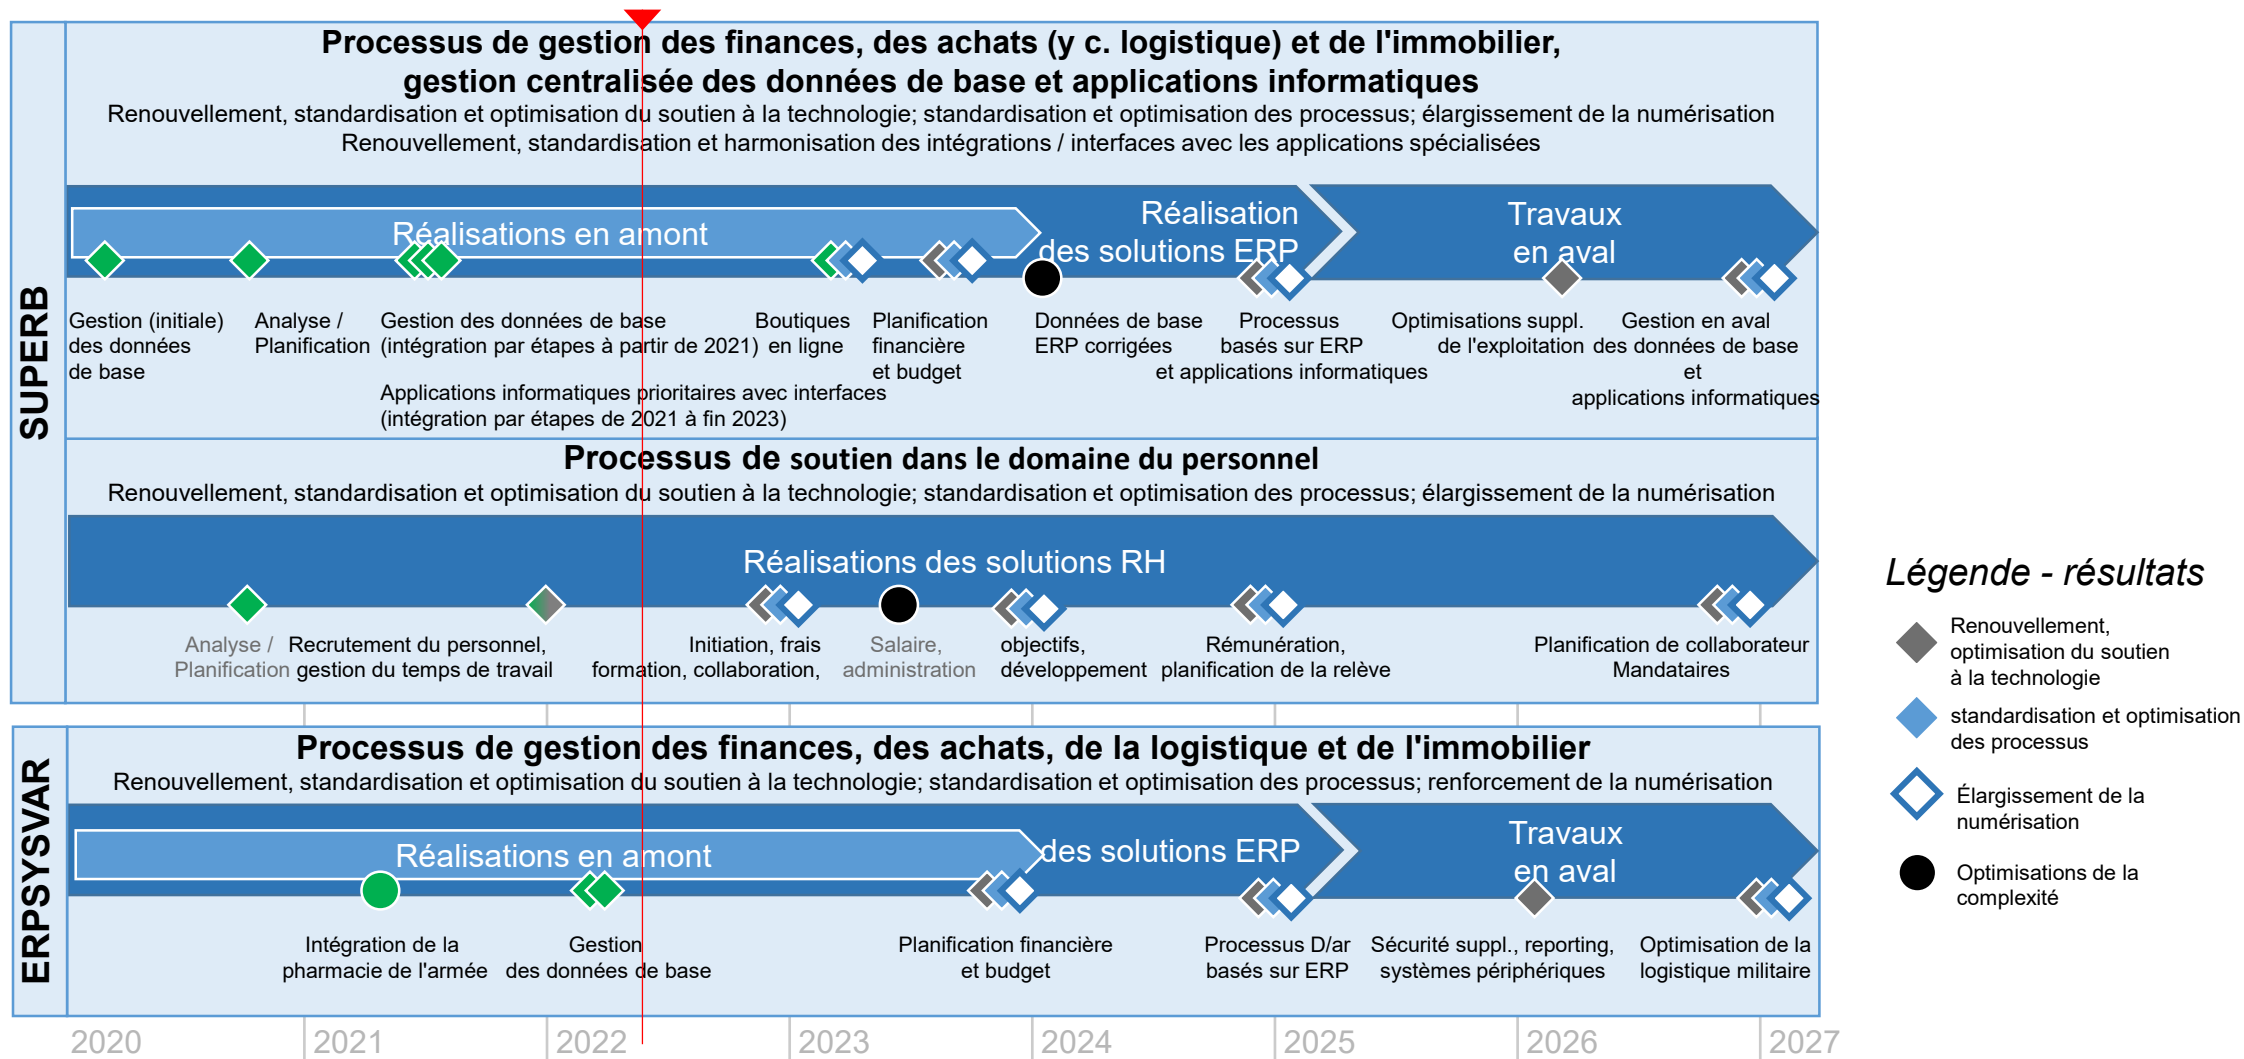 Processus de gestion des finances, des achats (y c. logistique) et de l'immobilier,
gestion centralisée des données de base et applications informatiques
Renouvellement, standardisation et optimisation du soutien à la technologie; standardisation et optimisation des processus; élargissement de la numérisation
Renouvellement, standardisation et harmonisation des intégrations / interfaces avec les applications spécialisées
SUPERB
Réalisations en amont
Réalisation
des solutions ERP
Travaux
en aval
Gestion (initiale)
des données
de base
Analyse /
Planification
Gestion des données de base
(intégration par étapes à partir de 2021)
Applications informatiques prioritaires avec interfaces
(intégration par étapes de 2021 à fin 2023)
Boutiques
en ligne
Planification
financière
et budget
Données de base
ERP corrigées
Processus
basés sur ERP
et applications informatiques
Optimisations suppl.
de l'exploitation
Gestion en aval
des données de base
et
applications informatiques
Processus de soutien dans le domaine du personnel
Renouvellement, standardisation et optimisation du soutien à la technologie; standardisation et optimisation des processus; élargissement de la numérisation
Réalisations des solutions RH
Analyse /
Planification
Recrutement du personnel,
gestion du temps de travail
Initiation, frais
formation, collaboration,
Salaire,
administration
objectifs,
développement
Rémunération,
planification de la relève
Planification de collaborateur
Mandataires
ERPSYSVAR
Processus de gestion des finances, des achats, de la logistique et de l'immobilier
Renouvellement, standardisation et optimisation du soutien à la technologie; standardisation et optimisation des processus; renforcement de la numérisation
Réalisations en amont
des solutions ERP
Travaux
en aval
Intégration de la
pharmacie de l'armée
Gestion
des données de base
Planification financière
et budget
Processus D/ar
basés sur ERP
Sécurité suppl., reporting,
systèmes périphériques
Optimisation de la
logistique militaire
2020
2021
2022
2023
2024
2025
2026
2027
Légende - résultats
Renouvellement,
optimisation du soutien
à la technologie
standardisation et optimisation
des processus
Élargissement de la
numérisation
Optimisations de la
complexité